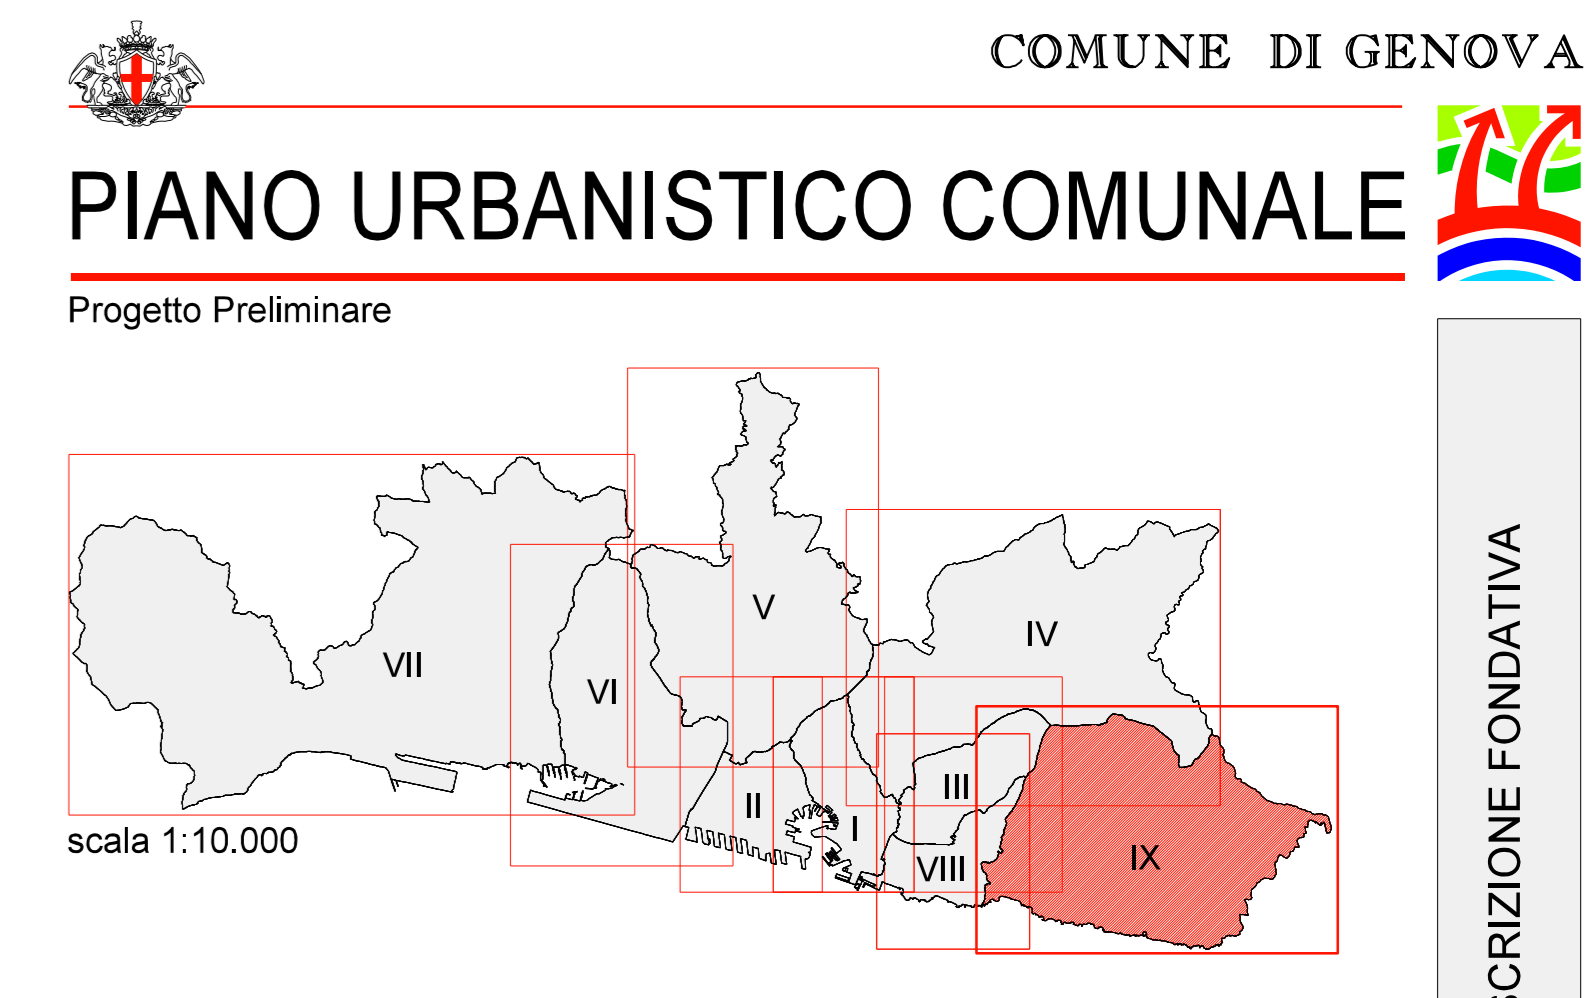 COMUNE DI GENOVA
PIANO URBANISTICO COMUNALE
Progetto Preliminare
V
IV
VII
VI
III
II
I
IX
VIII
scala 1:10.000
SCRIZIONE FONDATIVA